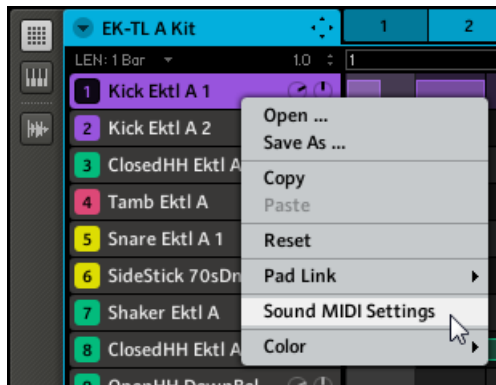 EK-TL A Kit
1
2
LEN: 1 Bar
1.0
1
1 Kick Ektl A 1
2 Kick Ektl A 2
3 ClosedHH Ektl A
4 Tamb Ektl A
5 Snare Ektl A 1
6 SideStick 70sDn
7 Shaker Ektl A
8 ClosedHH Ektl A
Open ...
Save As ...
Copy
Paste
Reset
Pad Link
Sound MIDI Settings
Color